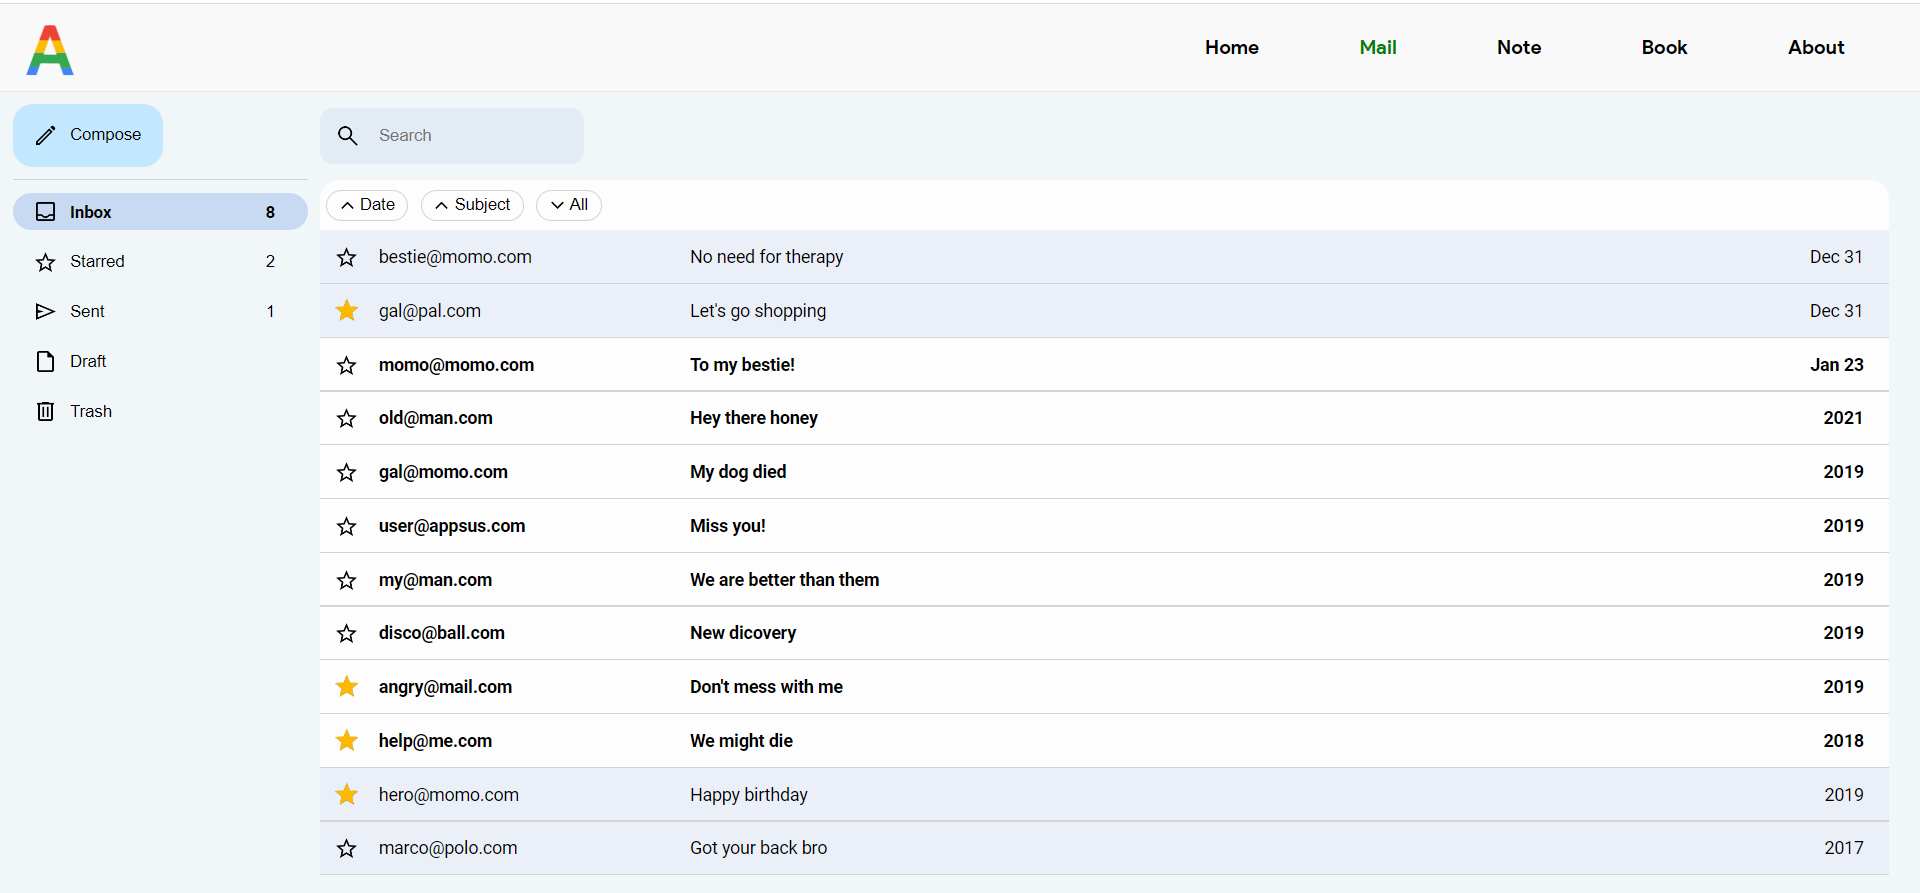 Home Mail Note Book About
Compose
Search
Inbox 8
Starred 2
Sent 1
Draft
Trash
Date Subject All
bestie@momo.com No need for therapy Dec 31
gal@pal.com Let's go shopping Dec 31
momo@momo.com To my bestie! Jan 23
old@man.com Hey there honey 2021
gal@momo.com My dog died 2019
user@appsus.com Miss you! 2019
my@man.com We are better than them 2019
disco@ball.com New dicovery 2019
angry@mail.com Don't mess with me 2019
help@me.com We might die 2018
hero@momo.com Happy birthday 2019
marco@polo.com Got your back bro 2017